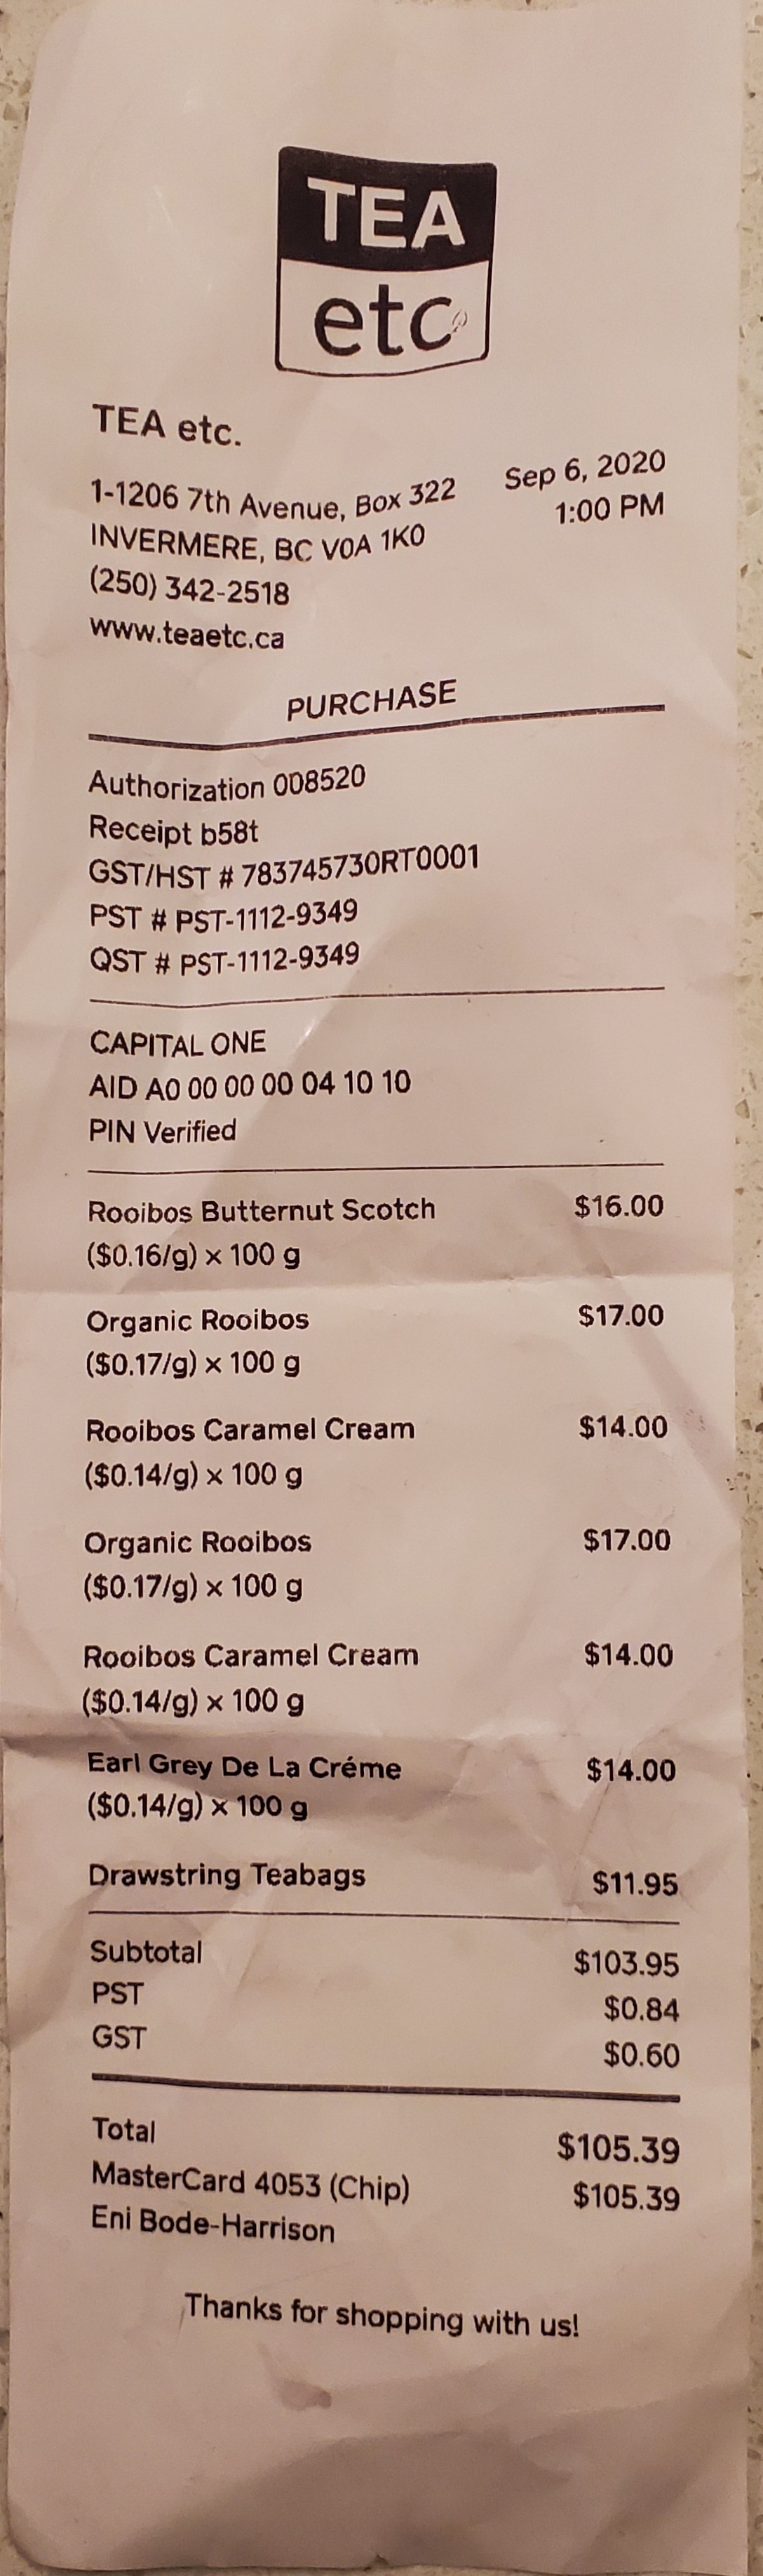 TEA
etc
TEA etc.
1-1206 7th Avenue, Box 322 Sep 6, 2020
INVERMERE, BC V0A 1K0 1:00 PM
(250) 342-2518
www.teaetc.ca
PURCHASE
Authorization 008520
Receipt b58t
GST/HST # 783745730RT0001
PST # PST-1112-9349
QST # PST-1112-9349
CAPITAL ONE
AID A0 00 00 00 04 10 10
PIN Verified
Rooibos Butternut Scotch $16.00
($0.16/g) × 100 g
Organic Rooibos $17.00
($0.17/g) × 100 g
Rooibos Caramel Cream $14.00
($0.14/g) × 100 g
Organic Rooibos $17.00
($0.17/g) × 100 g
Rooibos Caramel Cream $14.00
($0.14/g) × 100 g
Earl Grey De La Créme $14.00
($0.14/g) × 100 g
Drawstring Teabags $11.95
Subtotal $103.95
PST $0.84
GST $0.60
Total $105.39
MasterCard 4053 (Chip) $105.39
Eni Bode-Harrison
Thanks for shopping with us!